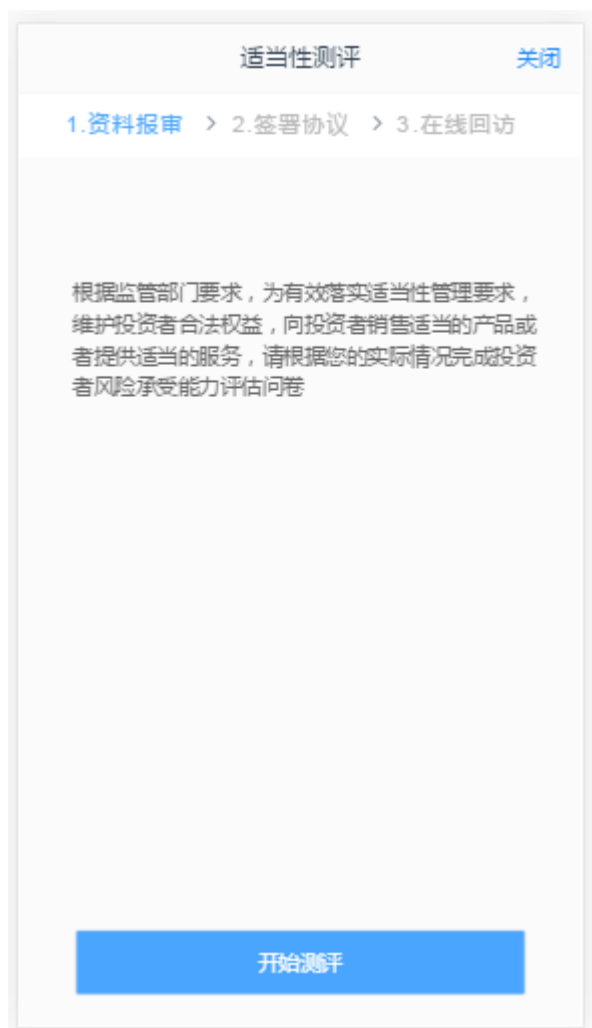 适当性测评 关闭
1.资料报审 > 2.签署协议 > 3.在线回访
根据监管部门要求，为有效落实适当性管理要求，
维护投资者合法权益，向投资者销售适当的产品或
者提供适当的服务，请根据您的实际情况完成投资
者风险承受能力评估问卷
开始测评